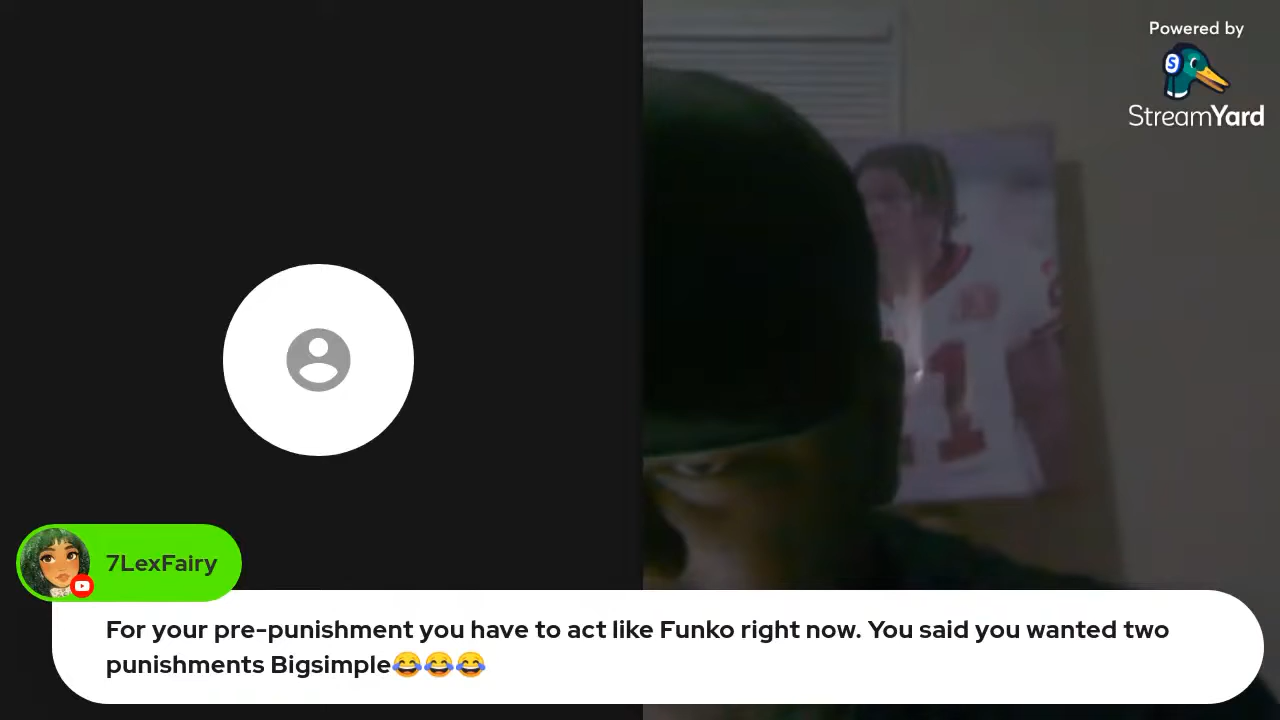 Powered by
StreamYard
7LexFairy
For your pre-punishment you have to act like Funko right now. You said you wanted two
punishments Bigsimple😂😂😂